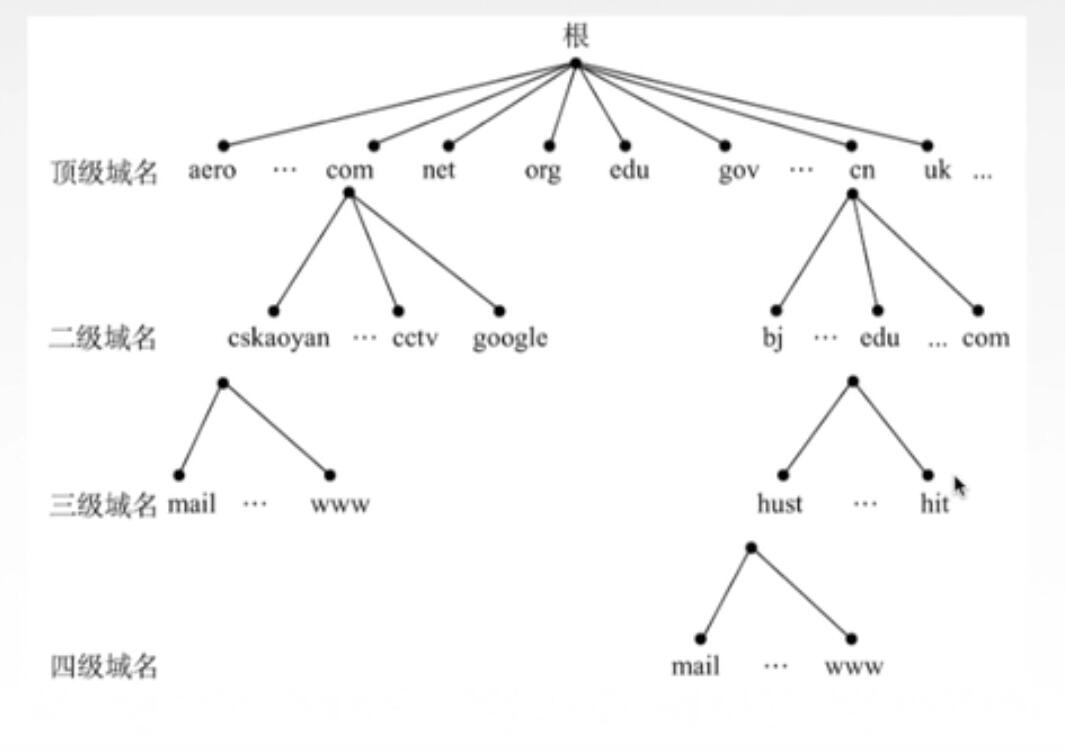 根
顶级域名 aero … com net org edu gov … cn uk ...
二级域名 cskaoyan … cctv google bj … edu ... com
三级域名 mail … www hust … hit
mail … www
四级域名